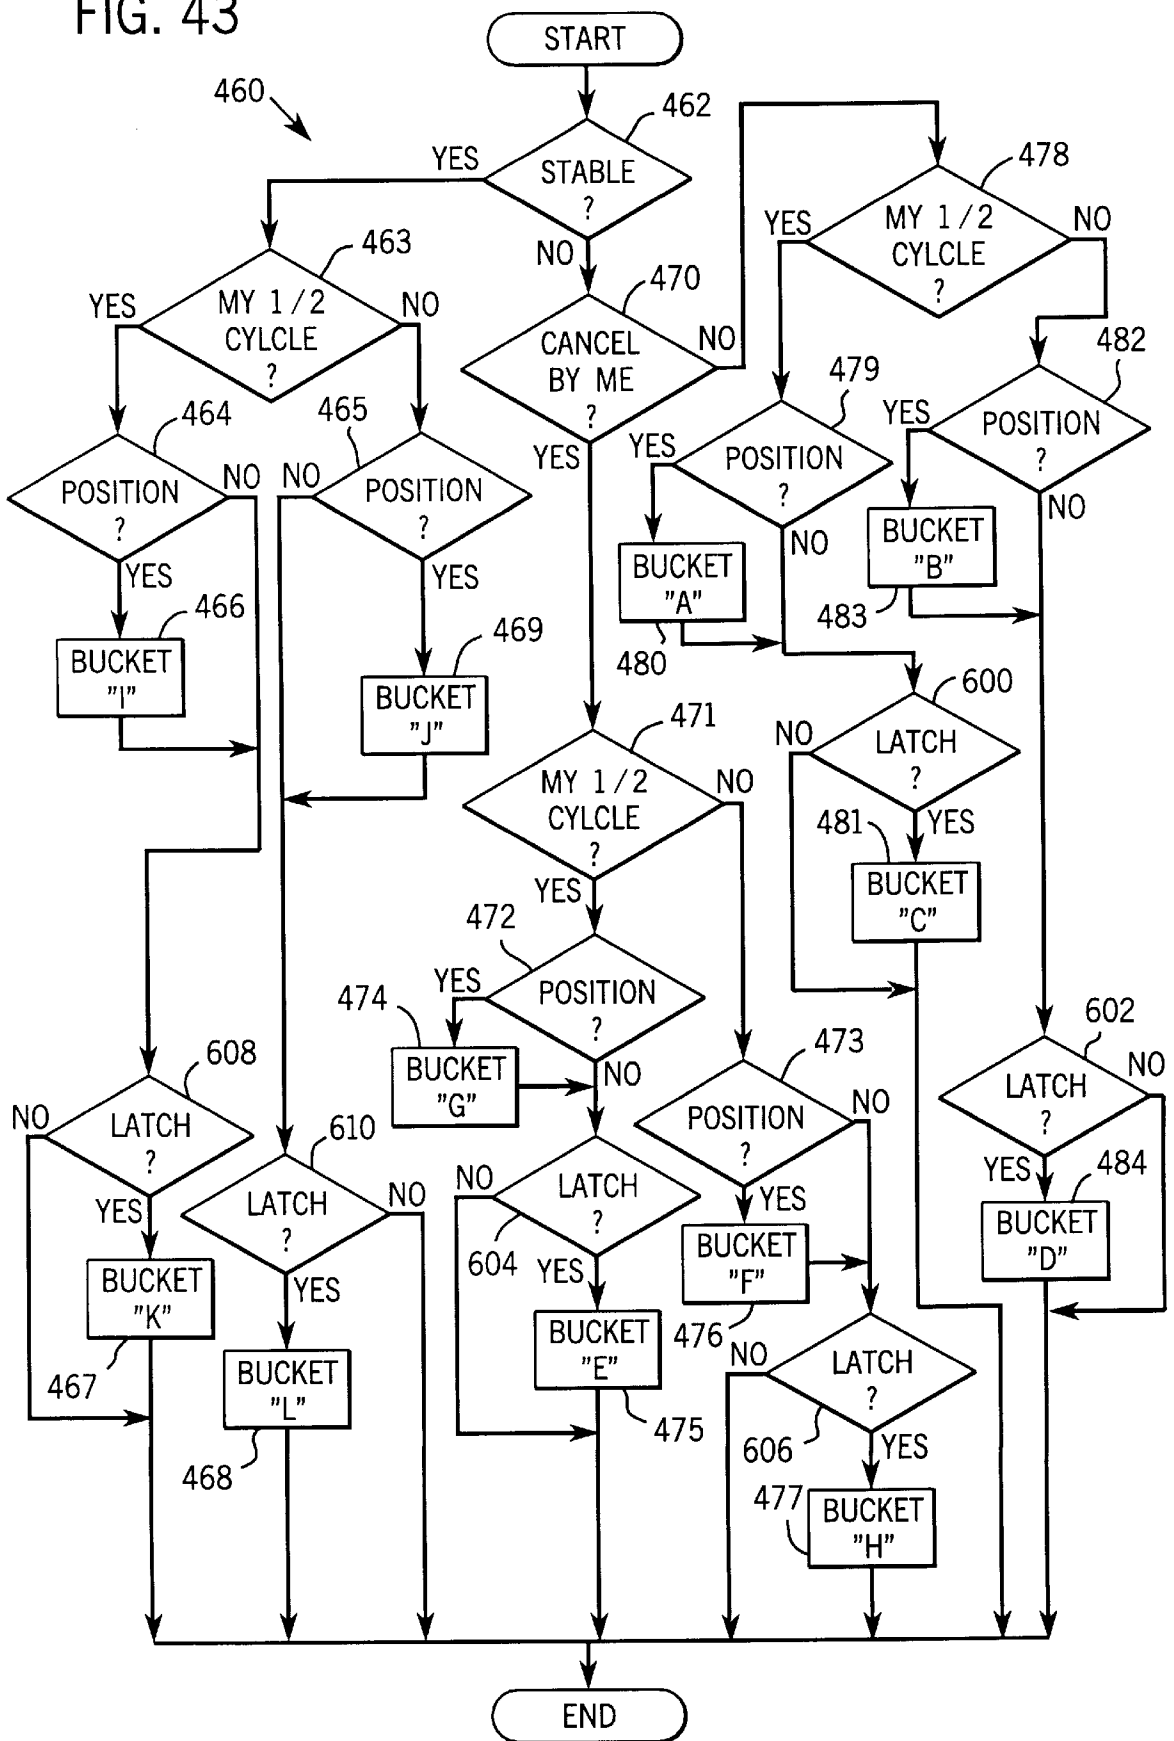 FIG. 43
START
460
462
YES
STABLE
?
NO
478
YES
MY 1/2
CYLCLE
?
NO
463
YES
MY 1/2
CYLCLE
?
NO
470
CANCEL
BY ME
?
NO
YES
482
YES
POSITION
?
NO
479
YES
POSITION
?
NO
464
POSITION
?
NO
YES
465
NO
POSITION
?
YES
BUCKET
"B"
483
BUCKET
"A"
480
466
BUCKET
"I"
469
BUCKET
"J"
600
NO
LATCH
?
YES
471
MY 1/2
CYLCLE
?
NO
YES
481
BUCKET
"C"
472
YES
POSITION
?
NO
474
BUCKET
"G"
473
POSITION
?
NO
YES
602
LATCH
?
NO
YES
608
NO
LATCH
?
YES
610
LATCH
?
NO
YES
NO
LATCH
?
604
YES
484
BUCKET
"D"
BUCKET
"F"
476
BUCKET
"K"
467
BUCKET
"L"
468
BUCKET
"E"
475
NO
LATCH
?
606
YES
477
BUCKET
"H"
END